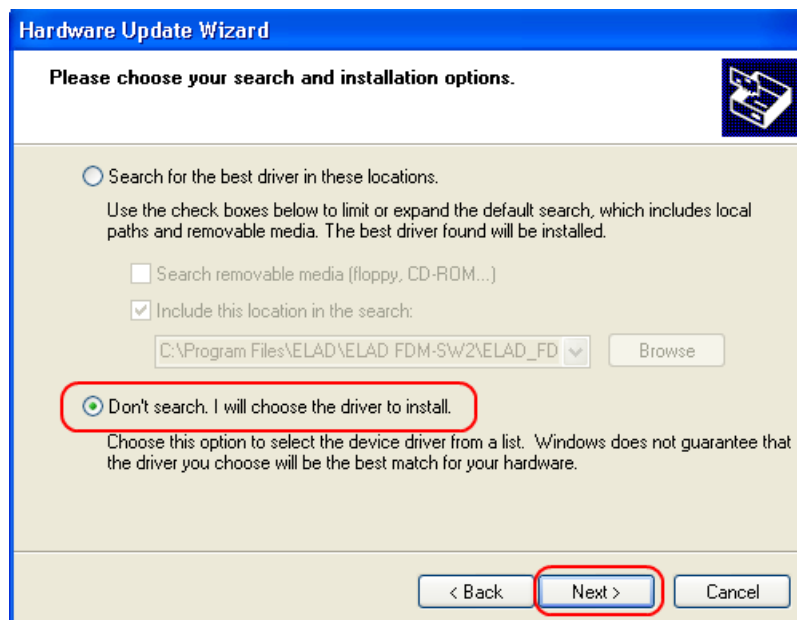 Hardware Update Wizard
Please choose your search and installation options.
Search for the best driver in these locations.
Use the check boxes below to limit or expand the default search, which includes local
paths and removable media. The best driver found will be installed.
Search removable media (floppy, CD-ROM...)
Include this location in the search:
C:\Program Files\ELAD\ELAD FDM-SW2\ELAD_FD
Browse
Don't search. I will choose the driver to install.
Choose this option to select the device driver from a list. Windows does not guarantee that
the driver you choose will be the best match for your hardware.
< Back
Next >
Cancel